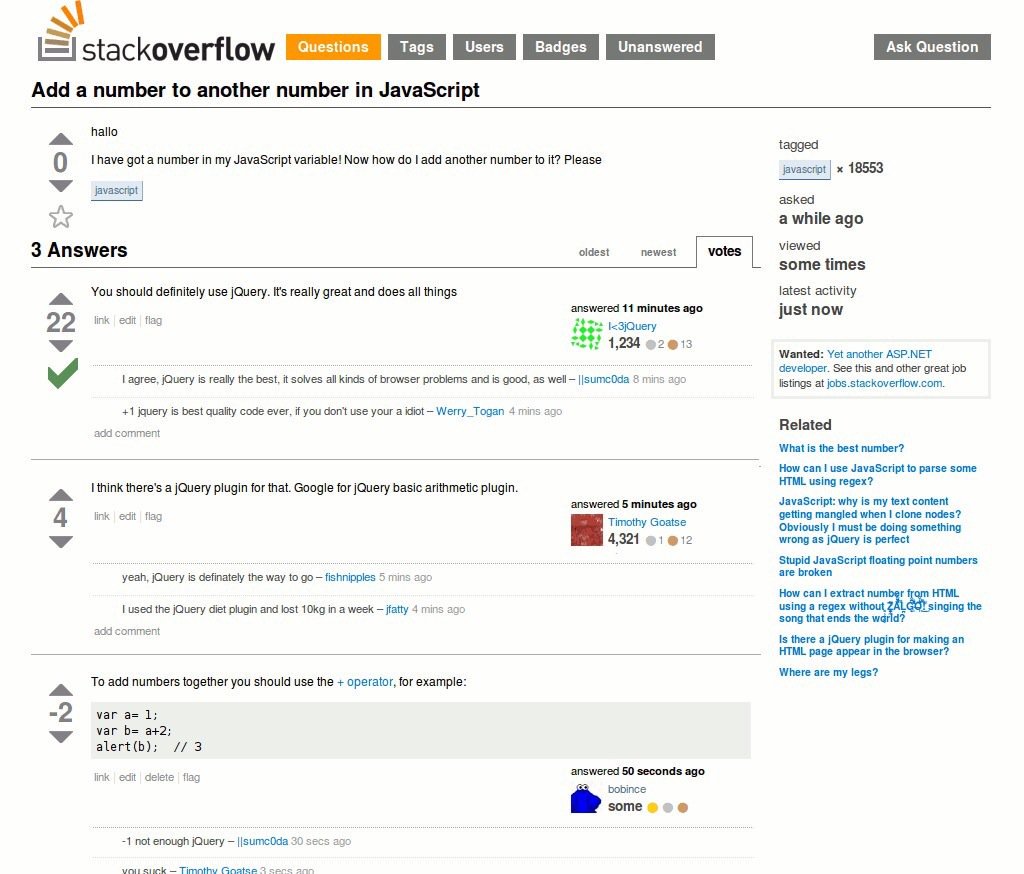 stackoverflow Questions Tags Users Badges Unanswered Ask Question
Add a number to another number in JavaScript
0
hallo
I have got a number in my JavaScript variable! Now how do I add another number to it? Please
javascript
3 Answers
oldest newest votes
22
You should definitely use jQuery. It's really great and does all things
link | edit | flag
answered 11 minutes ago
I<3jQuery
1,234 2 13
I agree, jQuery is really the best, it solves all kinds of browser problems and is good, as well – ||sumc0da 8 mins ago
+1 jquery is best quality code ever, if you don't use your a idiot – Werry_Togan 4 mins ago
add comment
4
I think there's a jQuery plugin for that. Google for jQuery basic arithmetic plugin.
link | edit | flag
answered 5 minutes ago
Timothy Goatse
4,321 1 12
yeah, jQuery is definately the way to go – fishnipples 5 mins ago
I used the jQuery diet plugin and lost 10kg in a week – jfatty 4 mins ago
add comment
-2
To add numbers together you should use the + operator, for example:
var a= 1;
var b= a+2;
alert(b);  // 3
link | edit | delete | flag
answered 50 seconds ago
bobince
some
-1 not enough jQuery – ||sumc0da 30 secs ago
you suck – Timothy Goatse 3 secs ago
tagged
javascript × 18553
asked
a while ago
viewed
some times
latest activity
just now
Wanted: Yet another ASP.NET
developer. See this and other great job
listings at jobs.stackoverflow.com.
Related
What is the best number?
How can I use JavaScript to parse some
HTML using regex?
JavaScript: why is my text content
getting mangled when I clone nodes?
Obviously I must be doing something
wrong as jQuery is perfect
Stupid JavaScript floating point numbers
are broken
How can I extract number from HTML
using a regex without ZALGO! singing the
song that ends the world?
Is there a jQuery plugin for making an
HTML page appear in the browser?
Where are my legs?